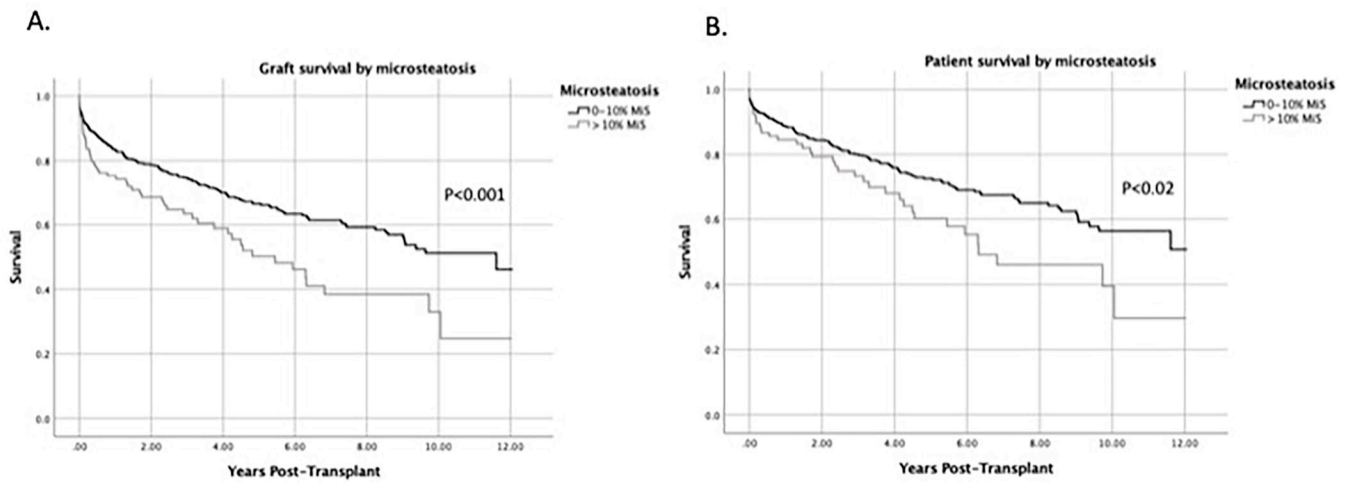 A.
Graft survival by microsteatosis
Microsteatosis
0-10% MiS
>10% MiS
1.0
0.8
0.6
0.4
0.2
0.0
Survival
P<0.001
.00 2.00 4.00 6.00 8.00 10.00 12.00
Years Post-Transplant
B.
Patient survival by microsteatosis
Microsteatosis
0-10% MiS
>10% MiS
1.0
0.8
0.6
0.4
0.2
0.0
Survival
P<0.02
.00 2.00 4.00 6.00 8.00 10.00 12.00
Years Post-Transplant